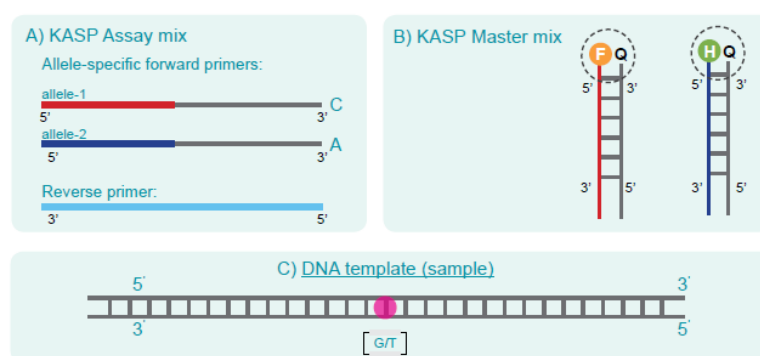 A) KASP Assay mix
Allele-specific forward primers:
allele-1
C
5' 3'
allele-2
A
5' 3'
Reverse primer:
3' 5'
B) KASP Master mix
F Q H Q
5' 3' 5' 3'
3' 5' 3' 5'
C) DNA template (sample)
5' 3'
3' 5'
[G/T]